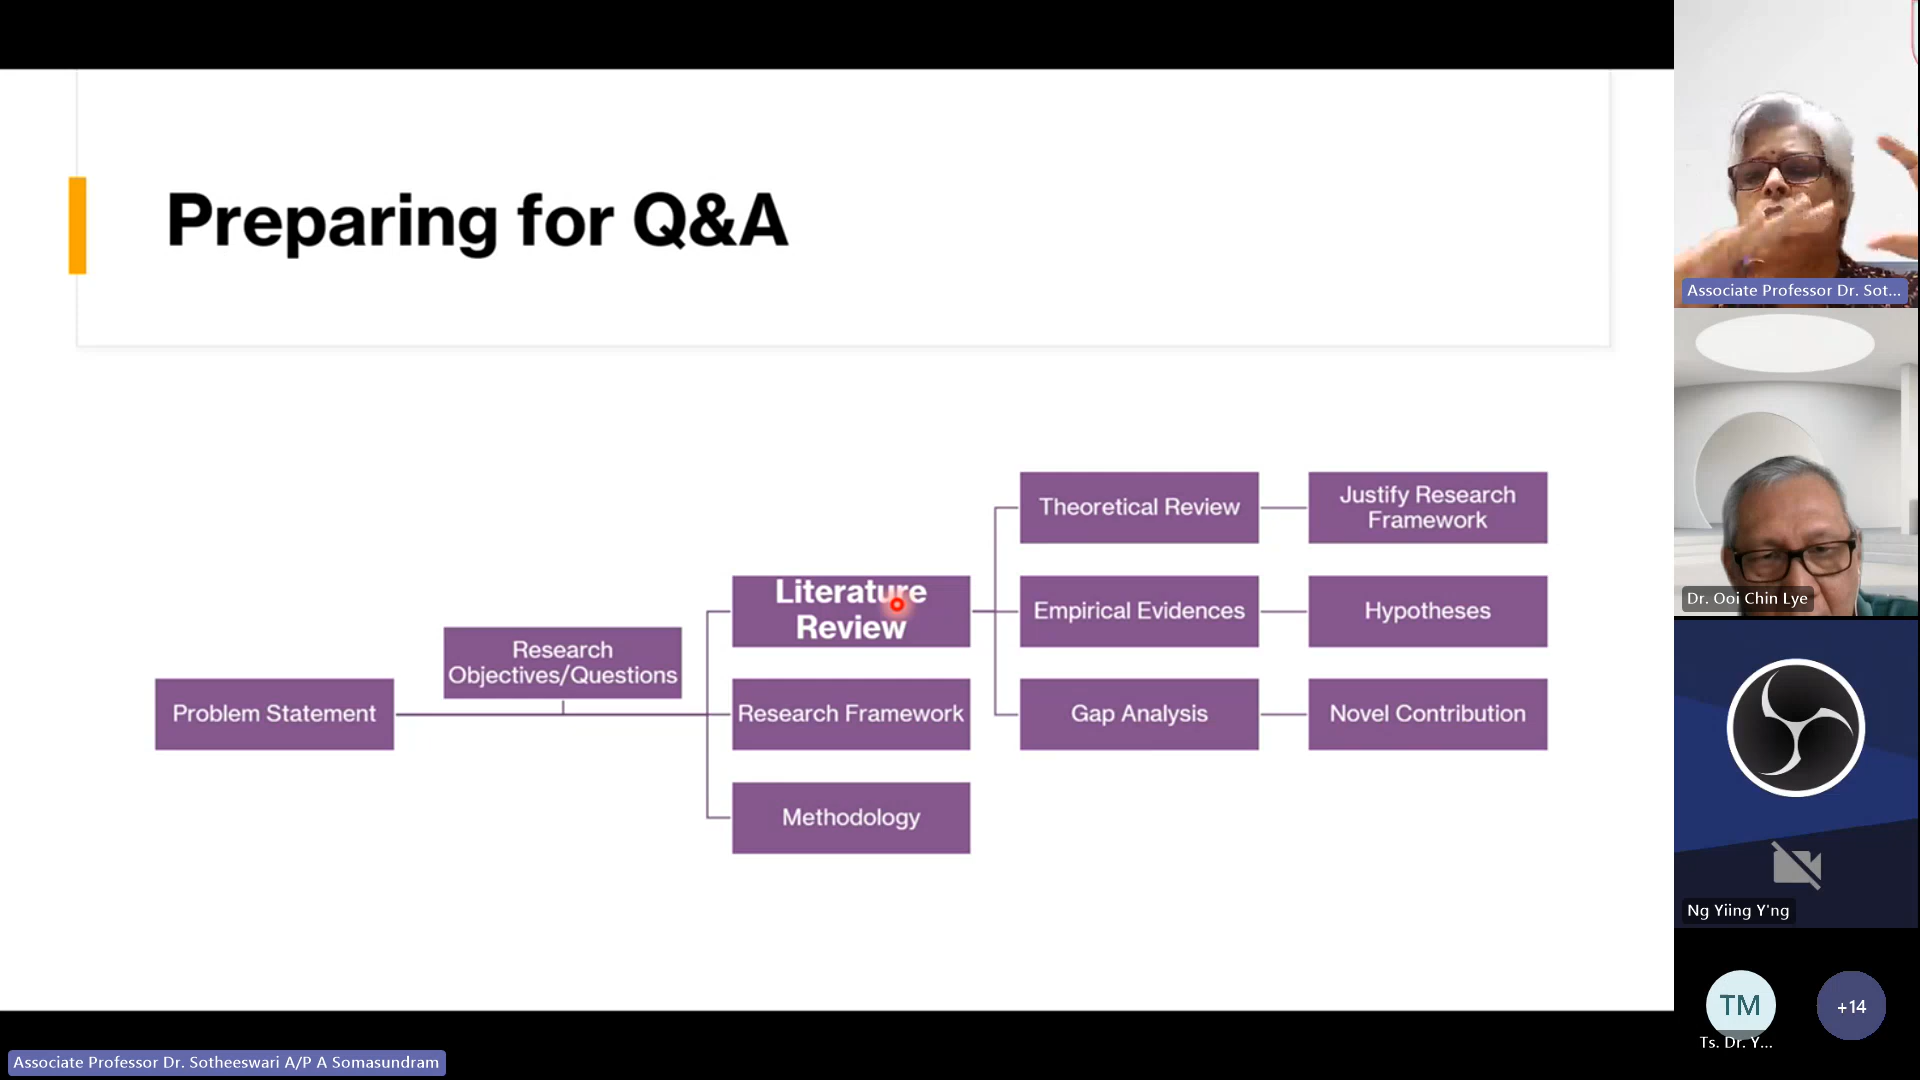 Preparing for Q&A
Problem Statement
Research
Objectives/Questions
Literature
Review
Research Framework
Methodology
Theoretical Review
Empirical Evidences
Gap Analysis
Justify Research
Framework
Hypotheses
Novel Contribution
Associate Professor Dr. Sot...
Dr. Ooi Chin Lye
Ng Yiing Y'ng
TM
+14
Ts. Dr. Y...
Associate Professor Dr. Sotheeswari A/P A Somasundram